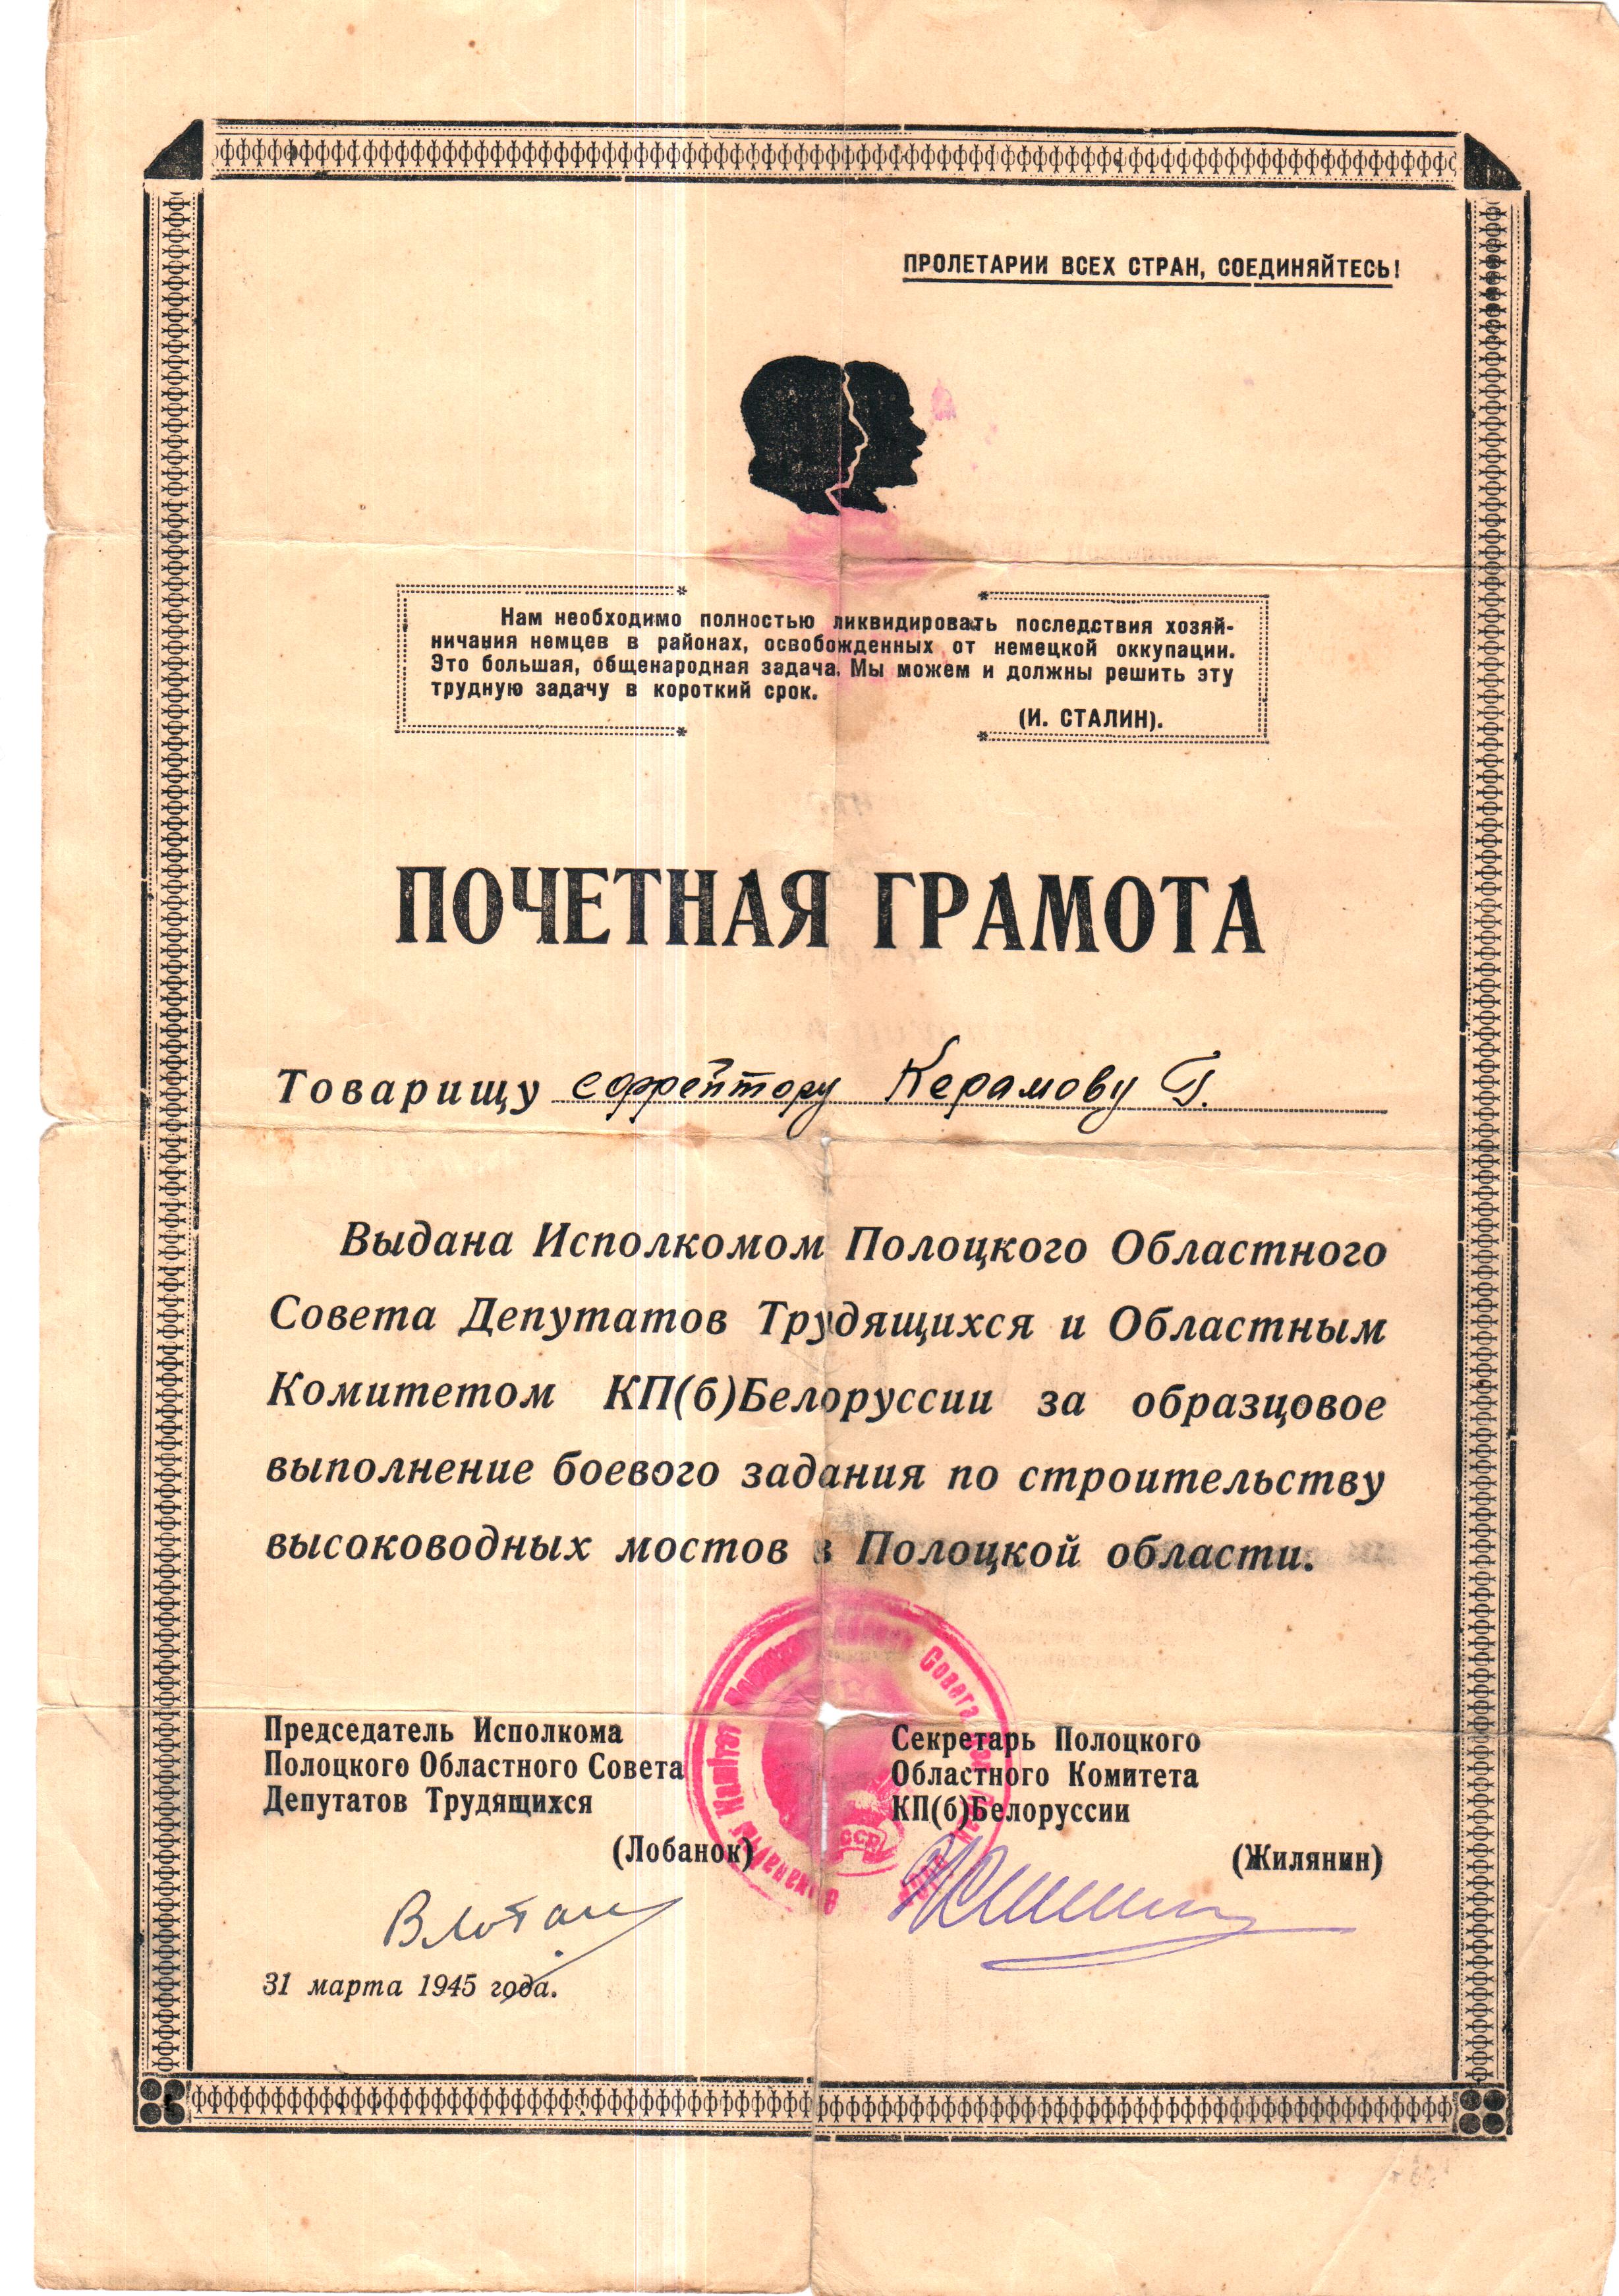 ПРОЛЕТАРИИ ВСЕХ СТРАН, СОЕДИНЯЙТЕСЬ!
Нам необходимо полностью ликвидировать последствия хозяй-
ничания немцев в районах, освобожденных от немецкой оккупации.
Это большая, общенародная задача. Мы можем и должны решить эту
трудную задачу в короткий срок.
(И. СТАЛИН).
ПОЧЕТНАЯ ГРАМОТА
Товарищу ефрейтору Керамову Г.
Выдана Исполкомом Полоцкого Областного
Совета Депутатов Трудящихся и Областным
Комитетом КП(б)Белоруссии за образцовое
выполнение боевого задания по строительству
высоководных мостов в Полоцкой области.
Председатель Исполкома
Полоцкого Областного Совета
Депутатов Трудящихся
(Лобанок)
Секретарь Полоцкого
Областного Комитета
КП(б)Белоруссии
(Жилянин)
Совета
31 марта 1945 года.